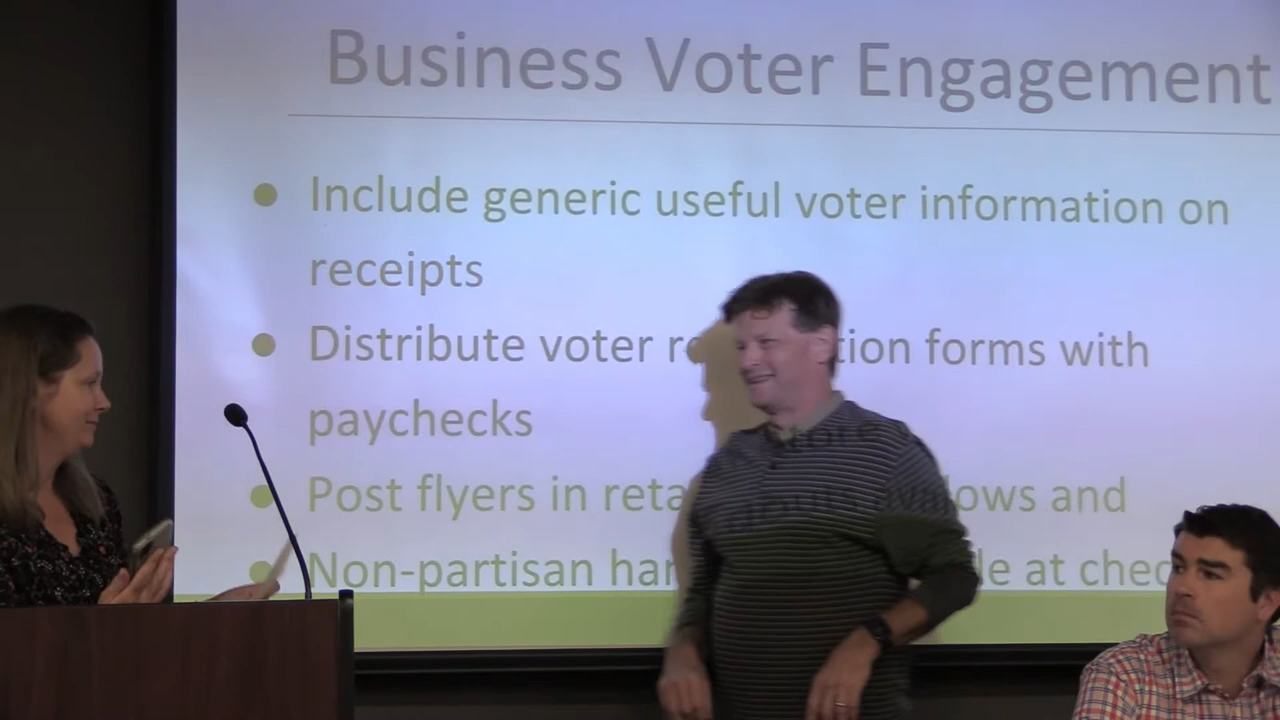 Business Voter Engagement
Include generic useful voter information on
receipts
Distribute voter tion forms with
paychecks
Post flyers in and
Non-partisan at